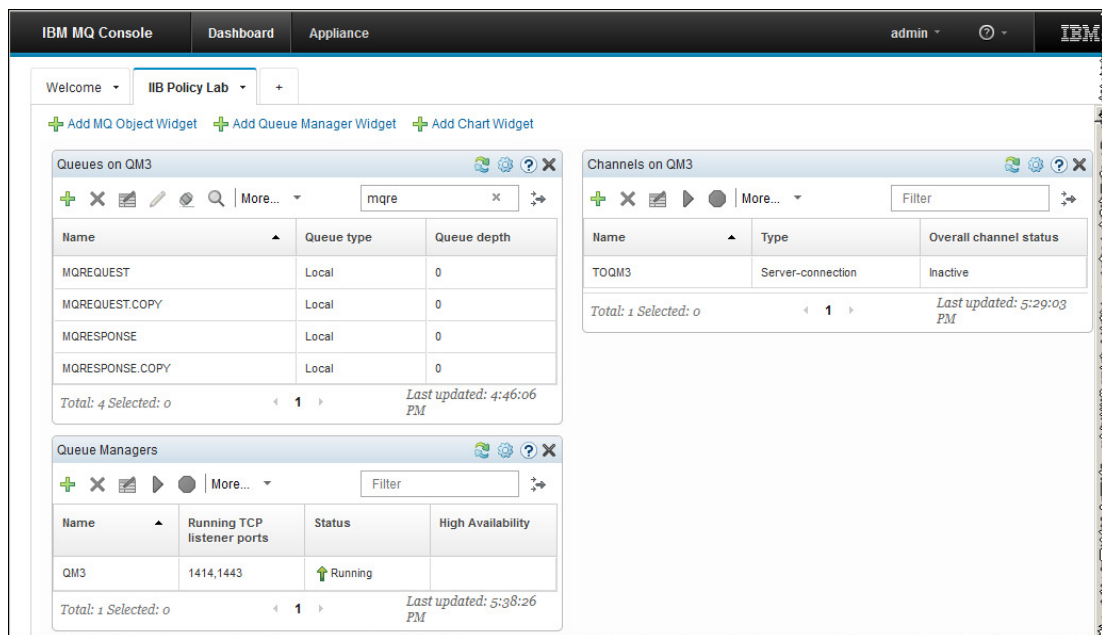 IBM MQ Console Dashboard Appliance admin IBM
Welcome IIB Policy Lab +
Add MQ Object Widget Add Queue Manager Widget Add Chart Widget
Queues on QM3
More... mqre
Name Queue type Queue depth
MQREQUEST Local 0
MQREQUEST.COPY Local 0
MQRESPONSE Local 0
MQRESPONSE.COPY Local 0
Total: 4 Selected: 0 1 Last updated: 4:46:06
PM
Channels on QM3
More... Filter
Name Type Overall channel status
TOQM3 Server-connection Inactive
Total: 1 Selected: 0 1 Last updated: 5:29:03
PM
Queue Managers
More... Filter
Name Running TCP Status High Availability
listener ports
QM3 1414,1443 Running
Total: 1 Selected: 0 1 Last updated: 5:38:26
PM